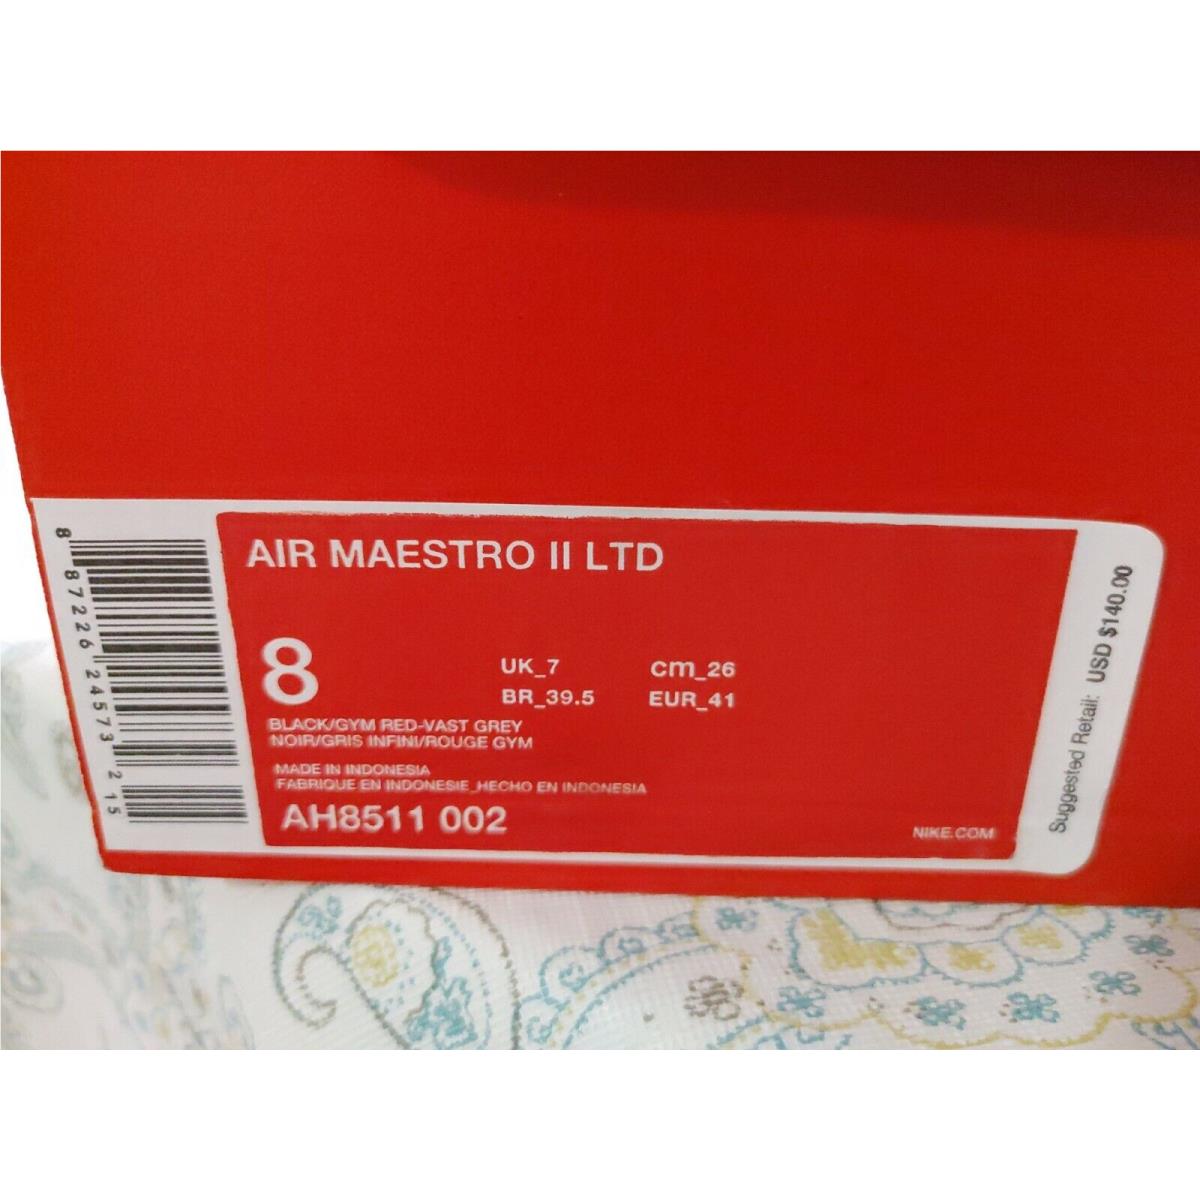 AIR MAESTRO II LTD
8
UK_7 cm_26
BR_39.5 EUR_41
BLACK/GYM RED-VAST GREY
NOIR/GRIS INFINI/ROUGE GYM
MADE IN INDONESIA
FABRIQUE EN INDONESIE_HECHO EN INDONESIA
AH8511 002
NIKE.COM
8 87226 24573 2 15
Suggested Retail: USD $140.00